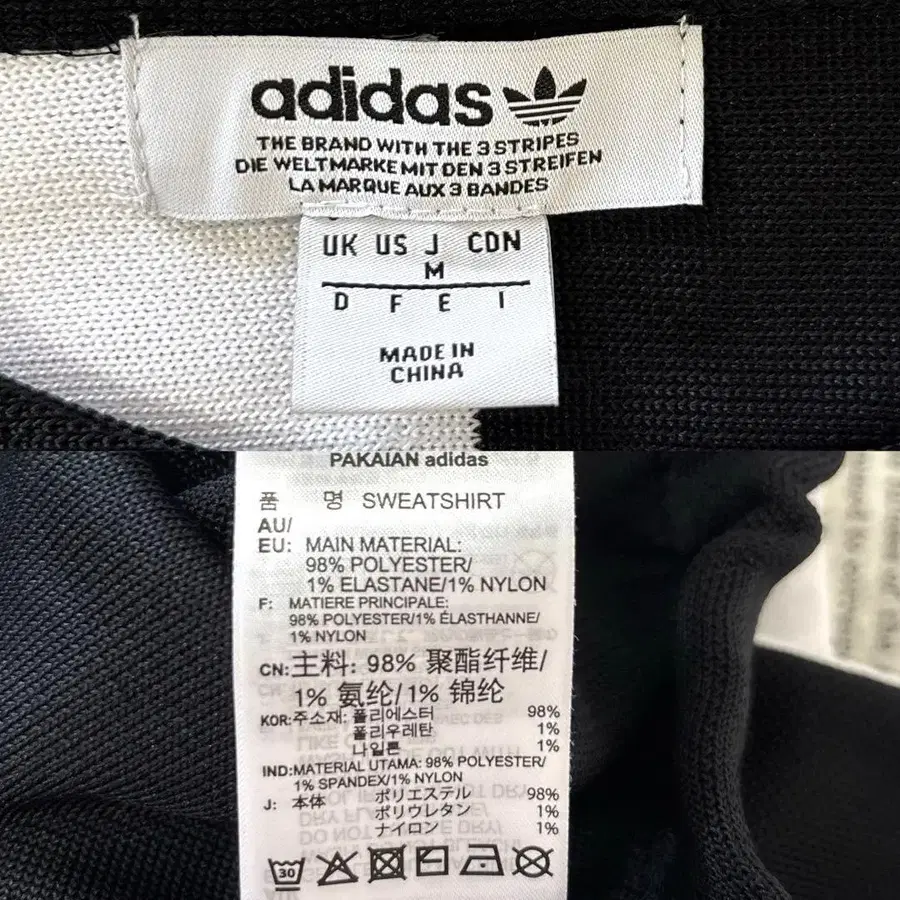 adidas
THE BRAND WITH THE 3 STRIPES
DIE WELTMARKE MIT DEN 3 STREIFEN
LA MARQUE AUX 3 BANDES
UK US J CDN
M
D F E I
MADE IN
CHINA
PAKAIAN adidas
품 명 SWEATSHIRT
AU/
EU: MAIN MATERIAL:
98% POLYESTER/
1% ELASTANE/1% NYLON
F: MATIERE PRINCIPALE:
98% POLYESTER/1% ÉLASTHANNE/
1% NYLON
CN:主料: 98% 聚酯纤维/
1% 氨纶/1% 锦纶
KOR:주소재: 폴리에스터 98%
폴리우레탄 1%
나일론 1%
IND:MATERIAL UTAMA: 98% POLYESTER/
1% SPANDEX/1% NYLON
J: 本体 ポリエステル 98%
ポリウレタン 1%
ナイロン 1%
30